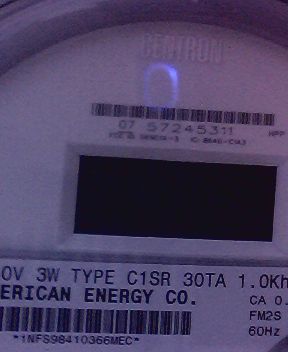 CENTRON
07 57245311
0V 3W TYPE C1SR 30TA 1.0Kh
ERICAN ENERGY CO.
CA 0.
FM2S
60Hz
*1NFS98410366MEC*